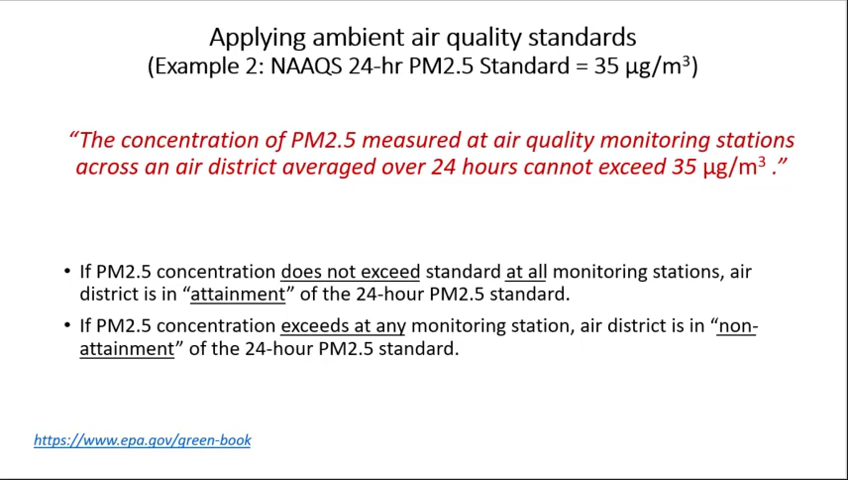 Applying ambient air quality standards
(Example 2: NAAQS 24-hr PM2.5 Standard = 35 µg/m³)
“The concentration of PM2.5 measured at air quality monitoring stations
across an air district averaged over 24 hours cannot exceed 35 µg/m³ .”
• If PM2.5 concentration does not exceed standard at all monitoring stations, air
district is in “attainment” of the 24-hour PM2.5 standard.
• If PM2.5 concentration exceeds at any monitoring station, air district is in “non-
attainment” of the 24-hour PM2.5 standard.
https://www.epa.gov/green-book